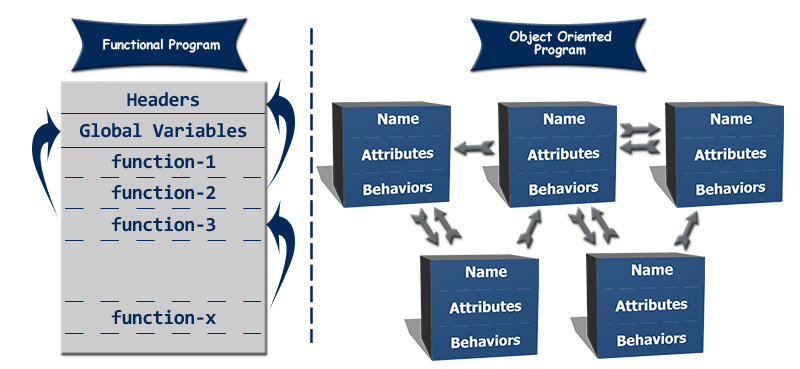 Functional Program
Headers
Global Variables
function-1
function-2
function-3
function-x
Object Oriented
Program
Name
Attributes
Behaviors
Name
Attributes
Behaviors
Name
Attributes
Behaviors
Name
Attributes
Behaviors
Name
Attributes
Behaviors